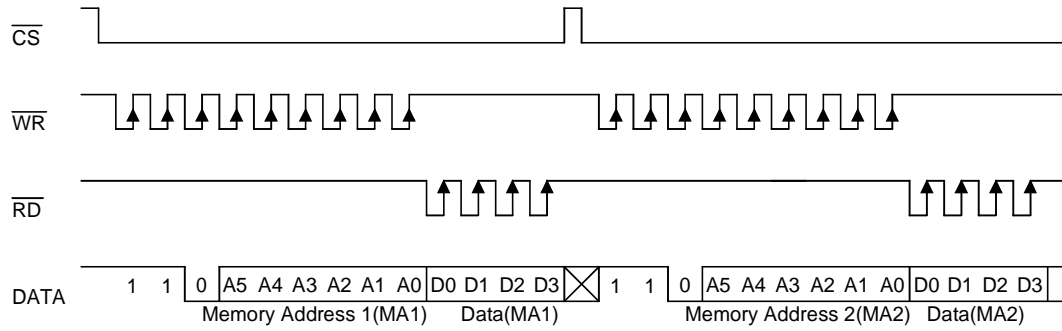 CS
WR
RD
DATA 1 1 0 A5 A4 A3 A2 A1 A0 D0 D1 D2 D3 1 1 0 A5 A4 A3 A2 A1 A0 D0 D1 D2 D3
Memory Address 1(MA1) Data(MA1) Memory Address 2(MA2) Data(MA2)